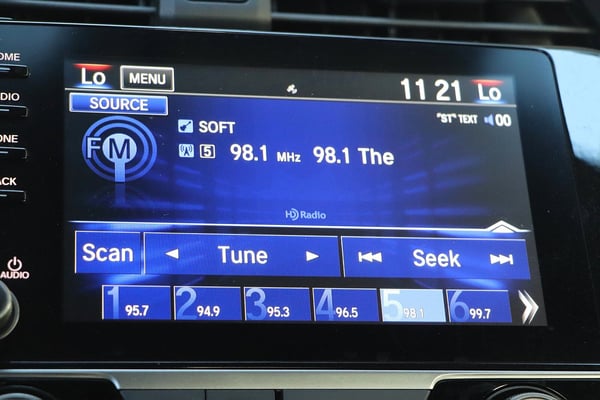 OME
DIO
ONE
ACK
AUDIO
Lo MENU 11 21 Lo
SOURCE "ST" TEXT 00
FM
SOFT
5 98.1 MHz 98.1 The
HD Radio
Scan Tune Seek
1 95.7 2 94.9 3 95.3 4 96.5 5 98.1 6 99.7